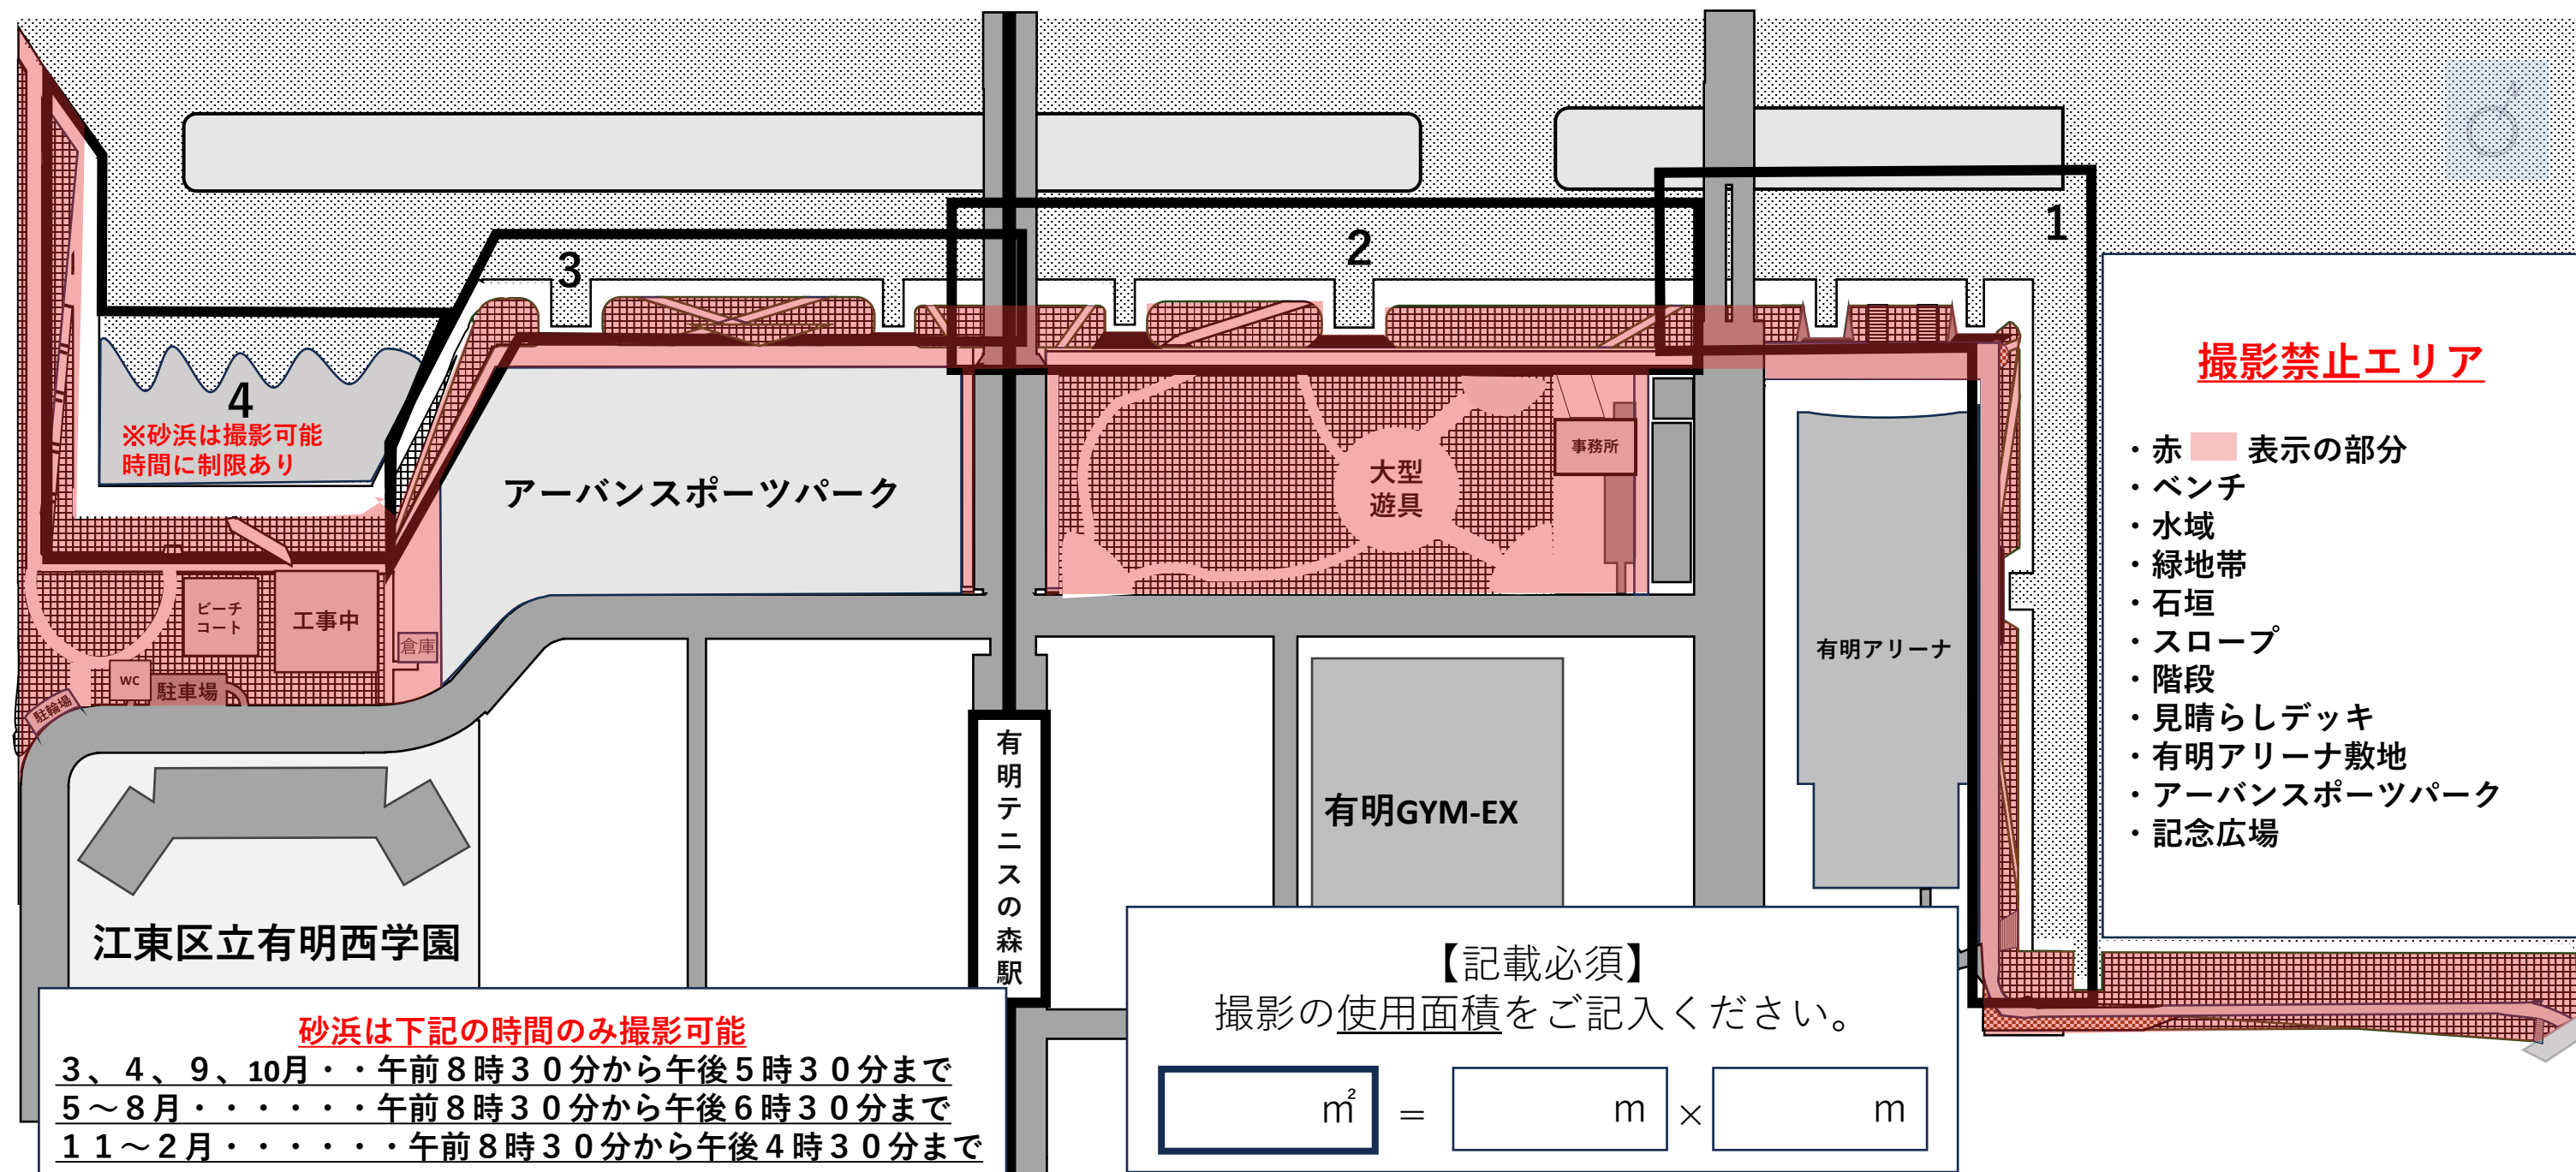 1
2
3
4
※砂浜は撮影可能
時間に制限あり
アーバンスポーツパーク
大型
遊具
事務所
ビーチ
コート
工事中
倉庫
WC
駐車場
駐輪場
有明アリーナ
有明テニスの森駅
有明GYM-EX
江東区立有明西学園
撮影禁止エリア
・赤 表示の部分
・ベンチ
・水域
・緑地帯
・石垣
・スロープ
・階段
・見晴らしデッキ
・有明アリーナ敷地
・アーバンスポーツパーク
・記念広場
砂浜は下記の時間のみ撮影可能
３、４、９、10月・・午前８時３０分から午後５時３０分まで
５～８月・・・・・・午前８時３０分から午後６時３０分まで
１１～２月・・・・・・午前８時３０分から午後４時３０分まで
【記載必須】
撮影の使用面積をご記入ください。
㎡ ＝ m × m